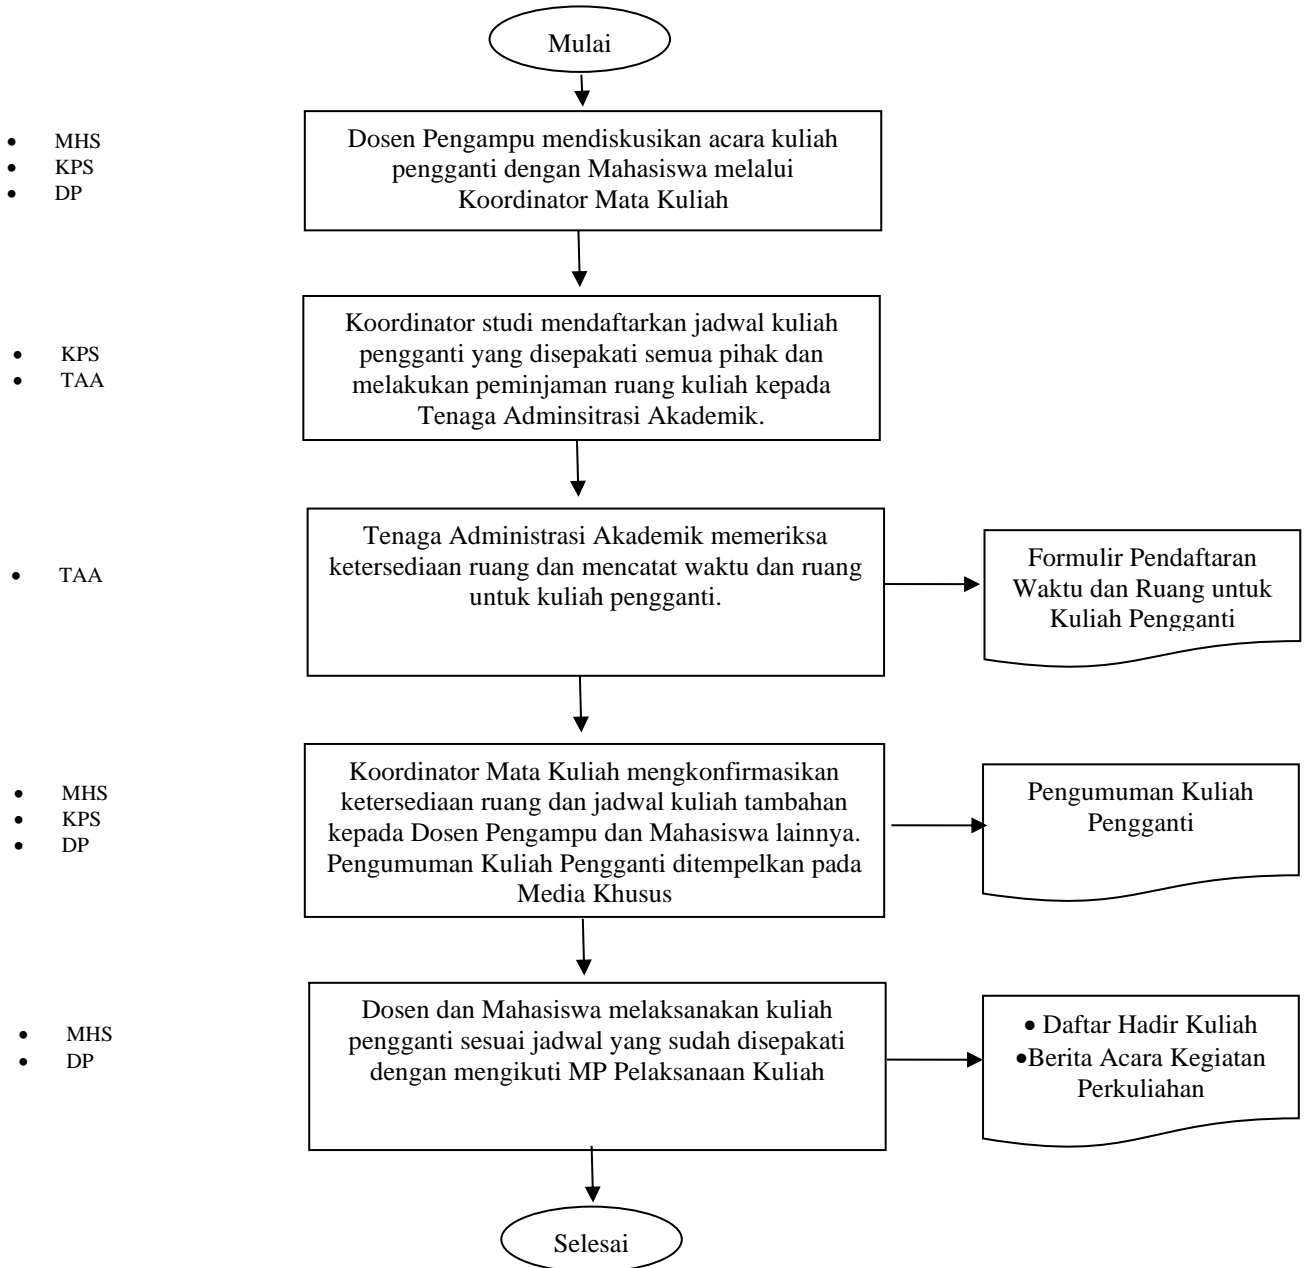 Mulai
• MHS
• KPS
• DP
Dosen Pengampu mendiskusikan acara kuliah
pengganti dengan Mahasiswa melalui
Koordinator Mata Kuliah
• KPS
• TAA
Koordinator studi mendaftarkan jadwal kuliah
pengganti yang disepakati semua pihak dan
melakukan peminjaman ruang kuliah kepada
Tenaga Adminsitrasi Akademik.
• TAA
Tenaga Administrasi Akademik memeriksa
ketersediaan ruang dan mencatat waktu dan ruang
untuk kuliah pengganti.
Formulir Pendaftaran
Waktu dan Ruang untuk
Kuliah Pengganti
• MHS
• KPS
• DP
Koordinator Mata Kuliah mengkonfirmasikan
ketersediaan ruang dan jadwal kuliah tambahan
kepada Dosen Pengampu dan Mahasiswa lainnya.
Pengumuman Kuliah Pengganti ditempelkan pada
Media Khusus
Pengumuman Kuliah
Pengganti
• MHS
• DP
Dosen dan Mahasiswa melaksanakan kuliah
pengganti sesuai jadwal yang sudah disepakati
dengan mengikuti MP Pelaksanaan Kuliah
• Daftar Hadir Kuliah
•Berita Acara Kegiatan
Perkuliahan
Selesai